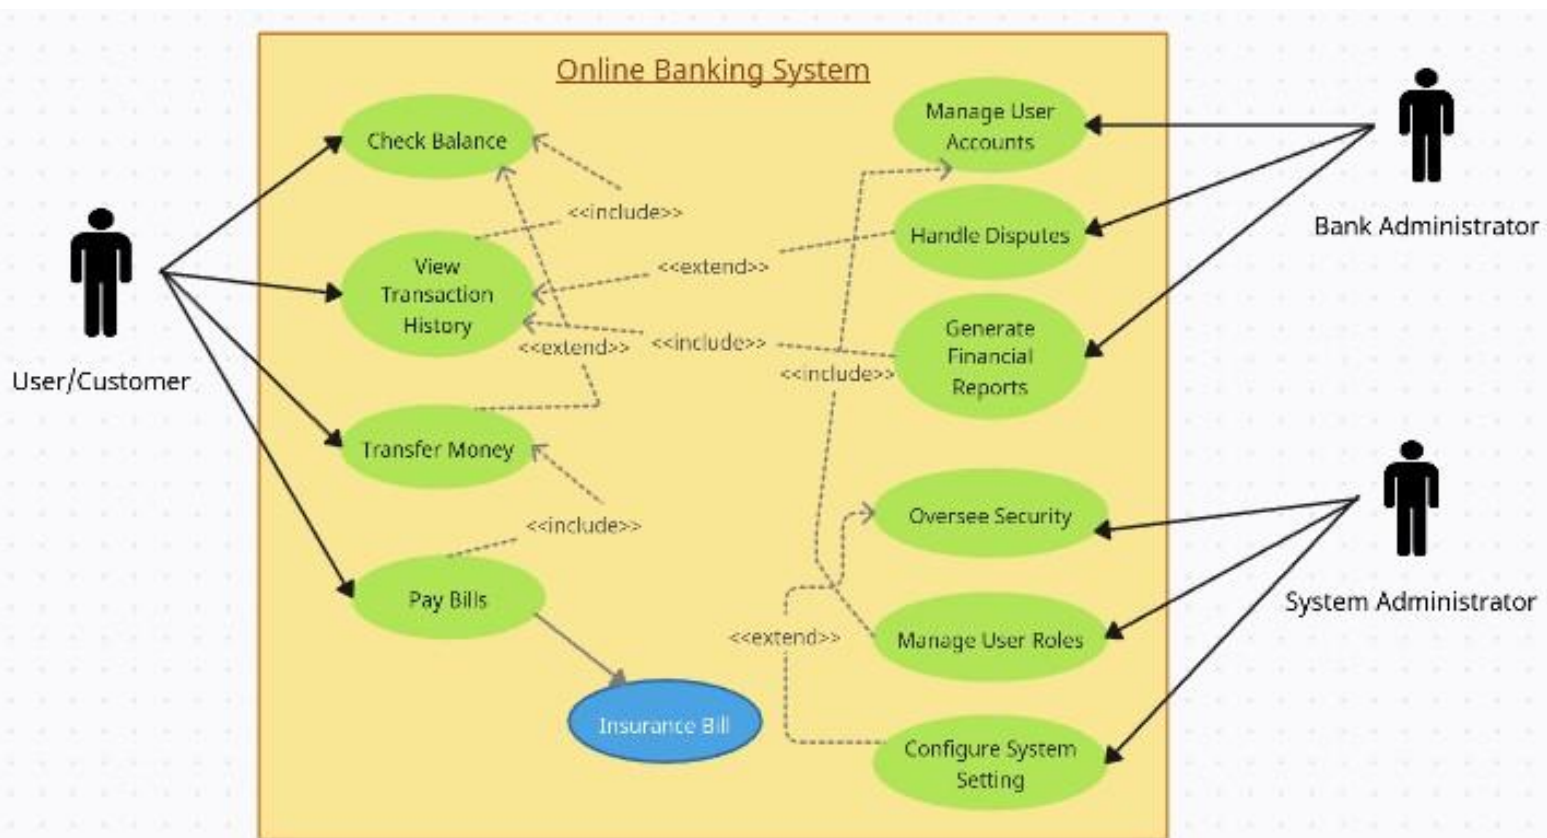 Online Banking System
Check Balance
Manage User
Accounts
<<include>>
Bank Administrator
Handle Disputes
View
Transaction
History
<<extend>>
<<extend>>
<<include>>
Generate
Financial
Reports
<<include>>
User/Customer
Transfer Money
Oversee Security
<<include>>
Pay Bills
System Administrator
<<extend>>
Manage User Roles
Insurance Bill
Configure System
Setting